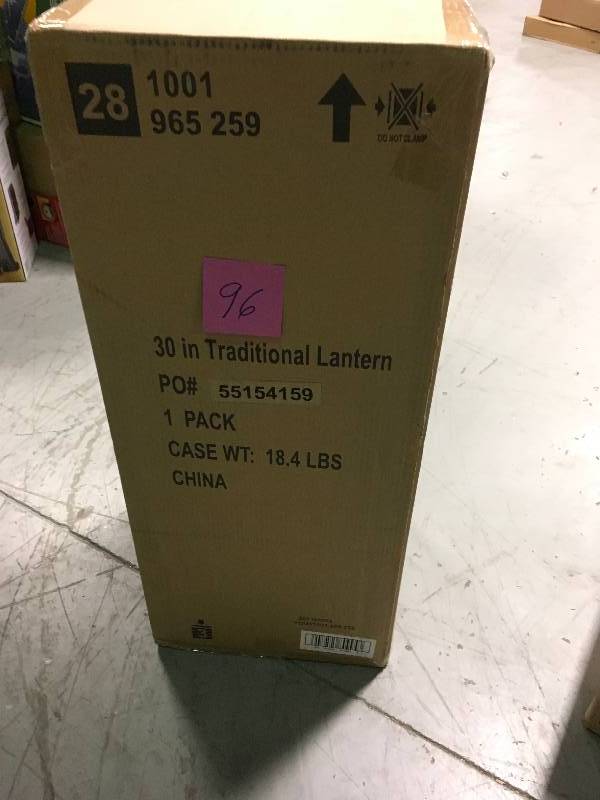 28
1001
965 259
DO NOT CLAMP
96
30 in Traditional Lantern
PO# 55154159
1 PACK
CASE WT: 18.4 LBS
CHINA